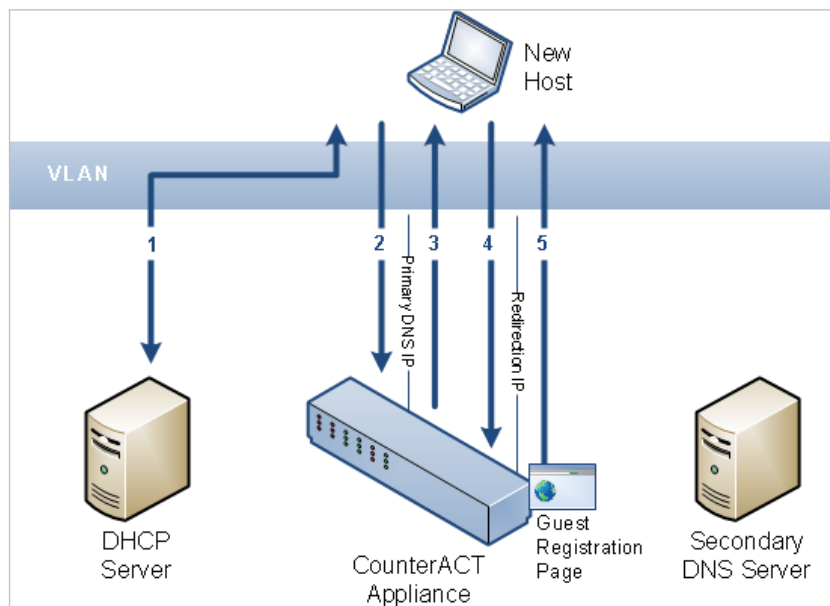 New
Host
VLAN
1
2
3
4
5
Primary DNS IP
Redirection IP
DHCP
Server
CounterACT
Appliance
Guest
Registration
Page
Secondary
DNS Server